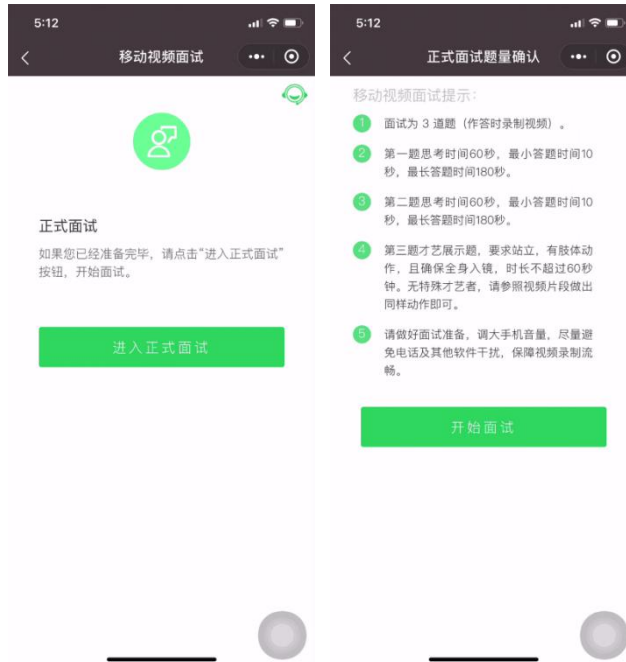 5:12
移动视频面试
正式面试
如果您已经准备完毕，请点击“进入正式面试”
按钮，开始面试。
进入正式面试
5:12
正式面试题量确认
移动视频面试提示：
1 面试为 3 道题（作答时录制视频）。
2 第一题思考时间60秒，最小答题时间10
秒，最长答题时间180秒。
3 第二题思考时间60秒，最小答题时间10
秒，最长答题时间180秒。
4 第三题才艺展示题，要求站立，有肢体动
作，且确保全身入镜，时长不超过60秒
钟。无特殊才艺者，请参照视频片段做出
同样动作即可。
5 请做好面试准备，调大手机音量，尽量避
免电话及其他软件干扰，保障视频录制流
畅。
开始面试